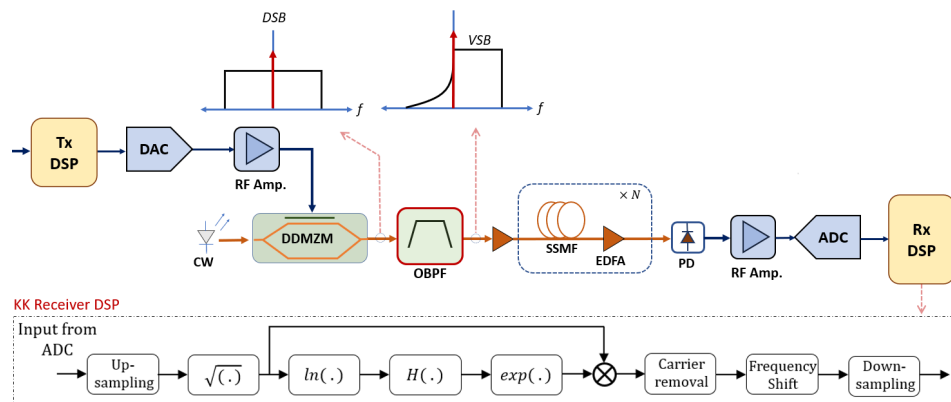 DSB
VSB
f
f
Tx
DSP
DAC
RF Amp.
CW
DDMZM
OBPF
× N
SSMF
EDFA
PD
RF Amp.
ADC
Rx
DSP
KK Receiver DSP
Input from
ADC
Up-
sampling
√(.)
ln(.)
H(.)
exp(.)
Carrier
removal
Frequency
Shift
Down-
sampling